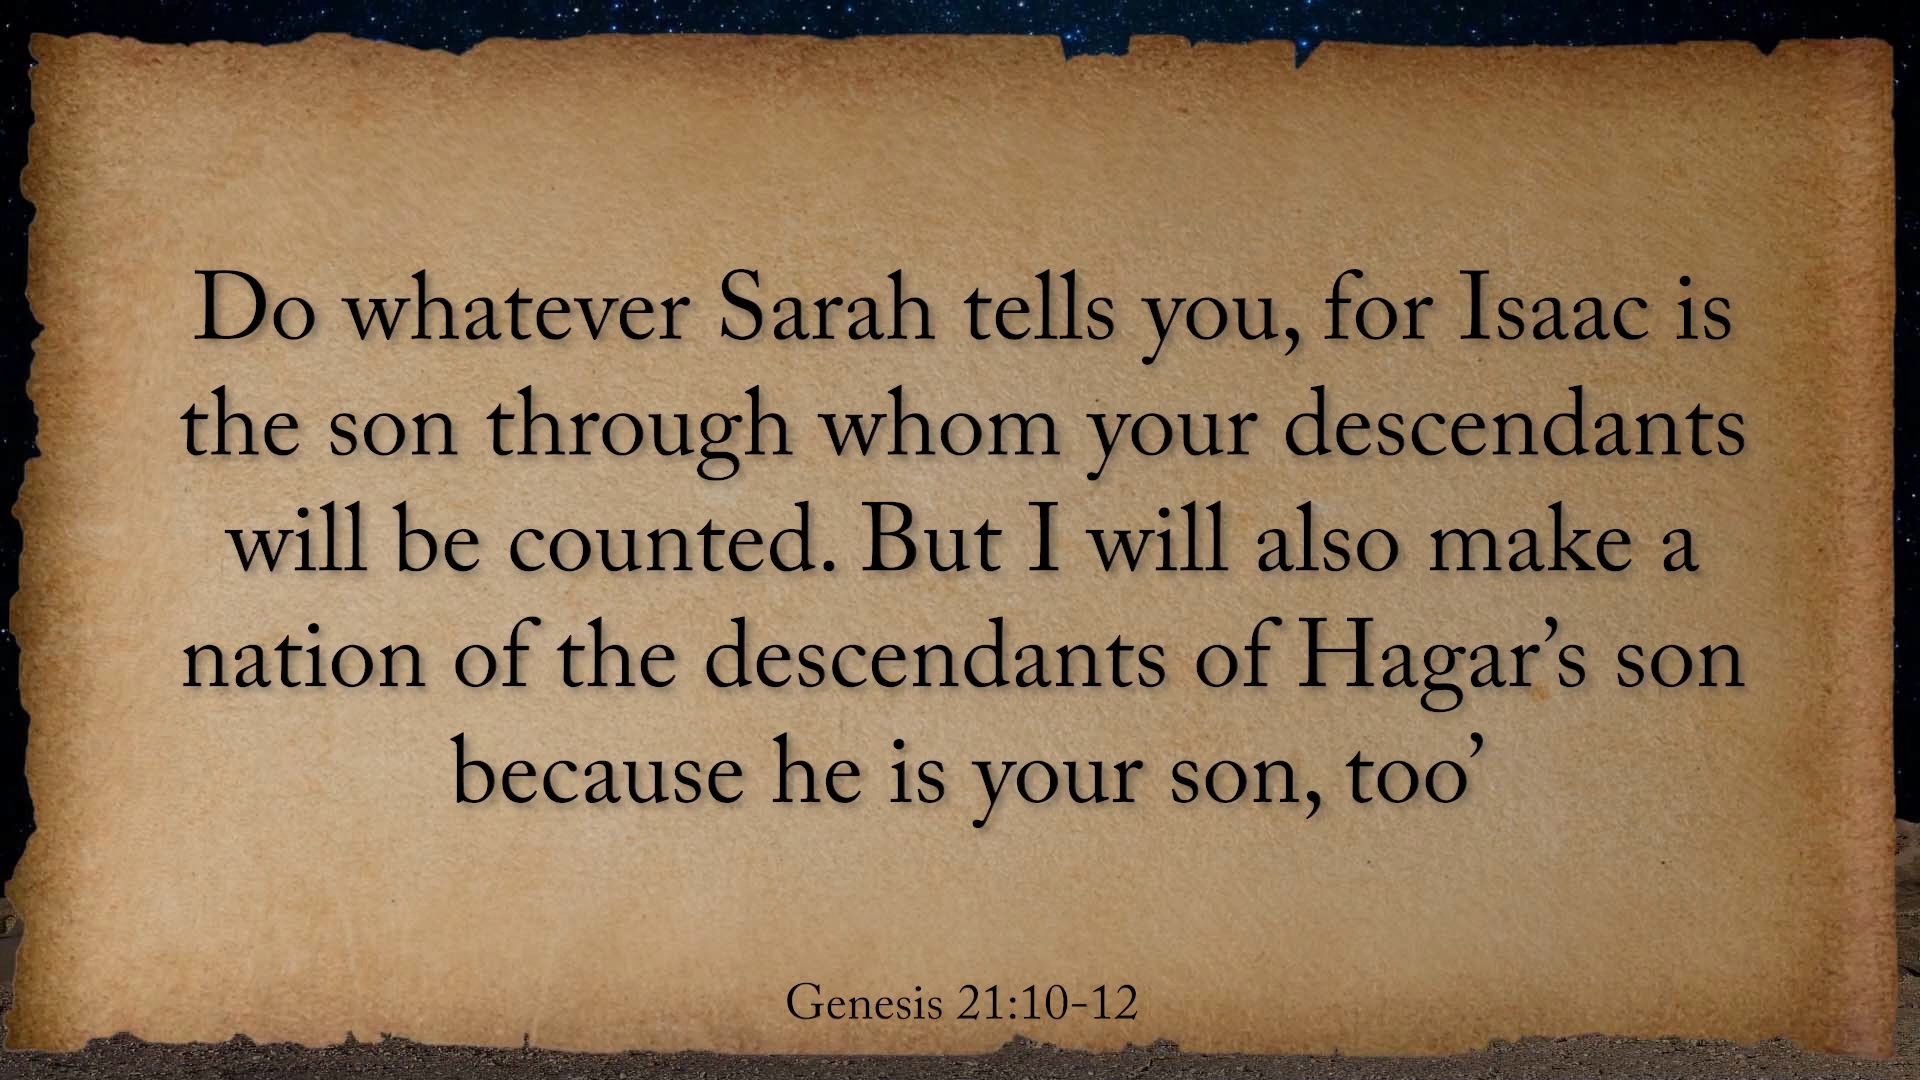 Do whatever Sarah tells you, for Isaac is
the son through whom your descendants
will be counted. But I will also make a
nation of the descendants of Hagar’s son
because he is your son, too’
Genesis 21:10-12